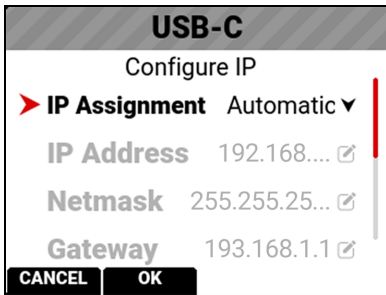 USB-C
Configure IP
IP Assignment Automatic
IP Address 192.168....
Netmask 255.255.25...
Gateway 193.168.1.1
CANCEL OK